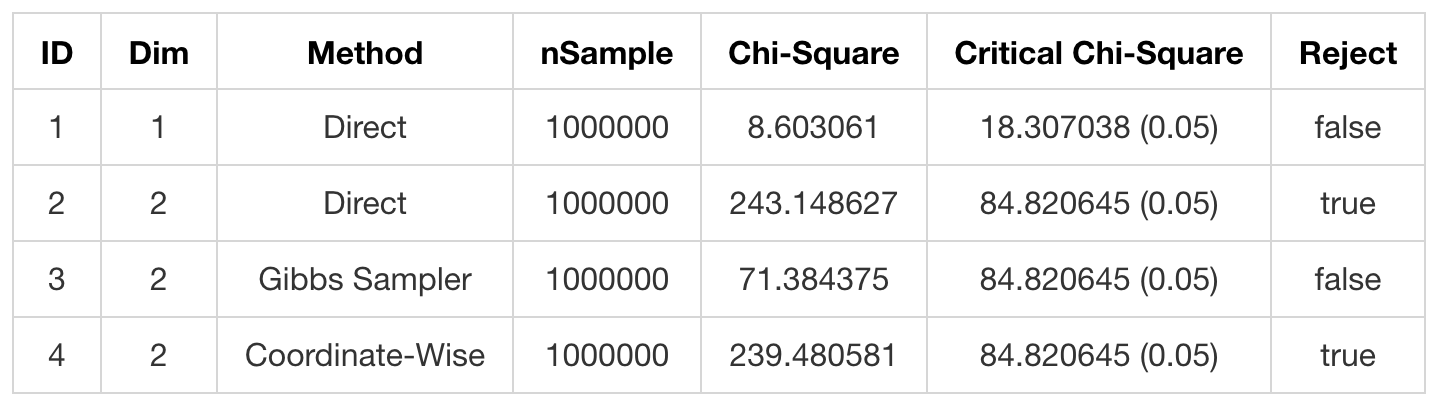 ID Dim Method nSample Chi-Square Critical Chi-Square Reject
1 1 Direct 1000000 8.603061 18.307038 (0.05) false
2 2 Direct 1000000 243.148627 84.820645 (0.05) true
3 2 Gibbs Sampler 1000000 71.384375 84.820645 (0.05) false
4 2 Coordinate-Wise 1000000 239.480581 84.820645 (0.05) true